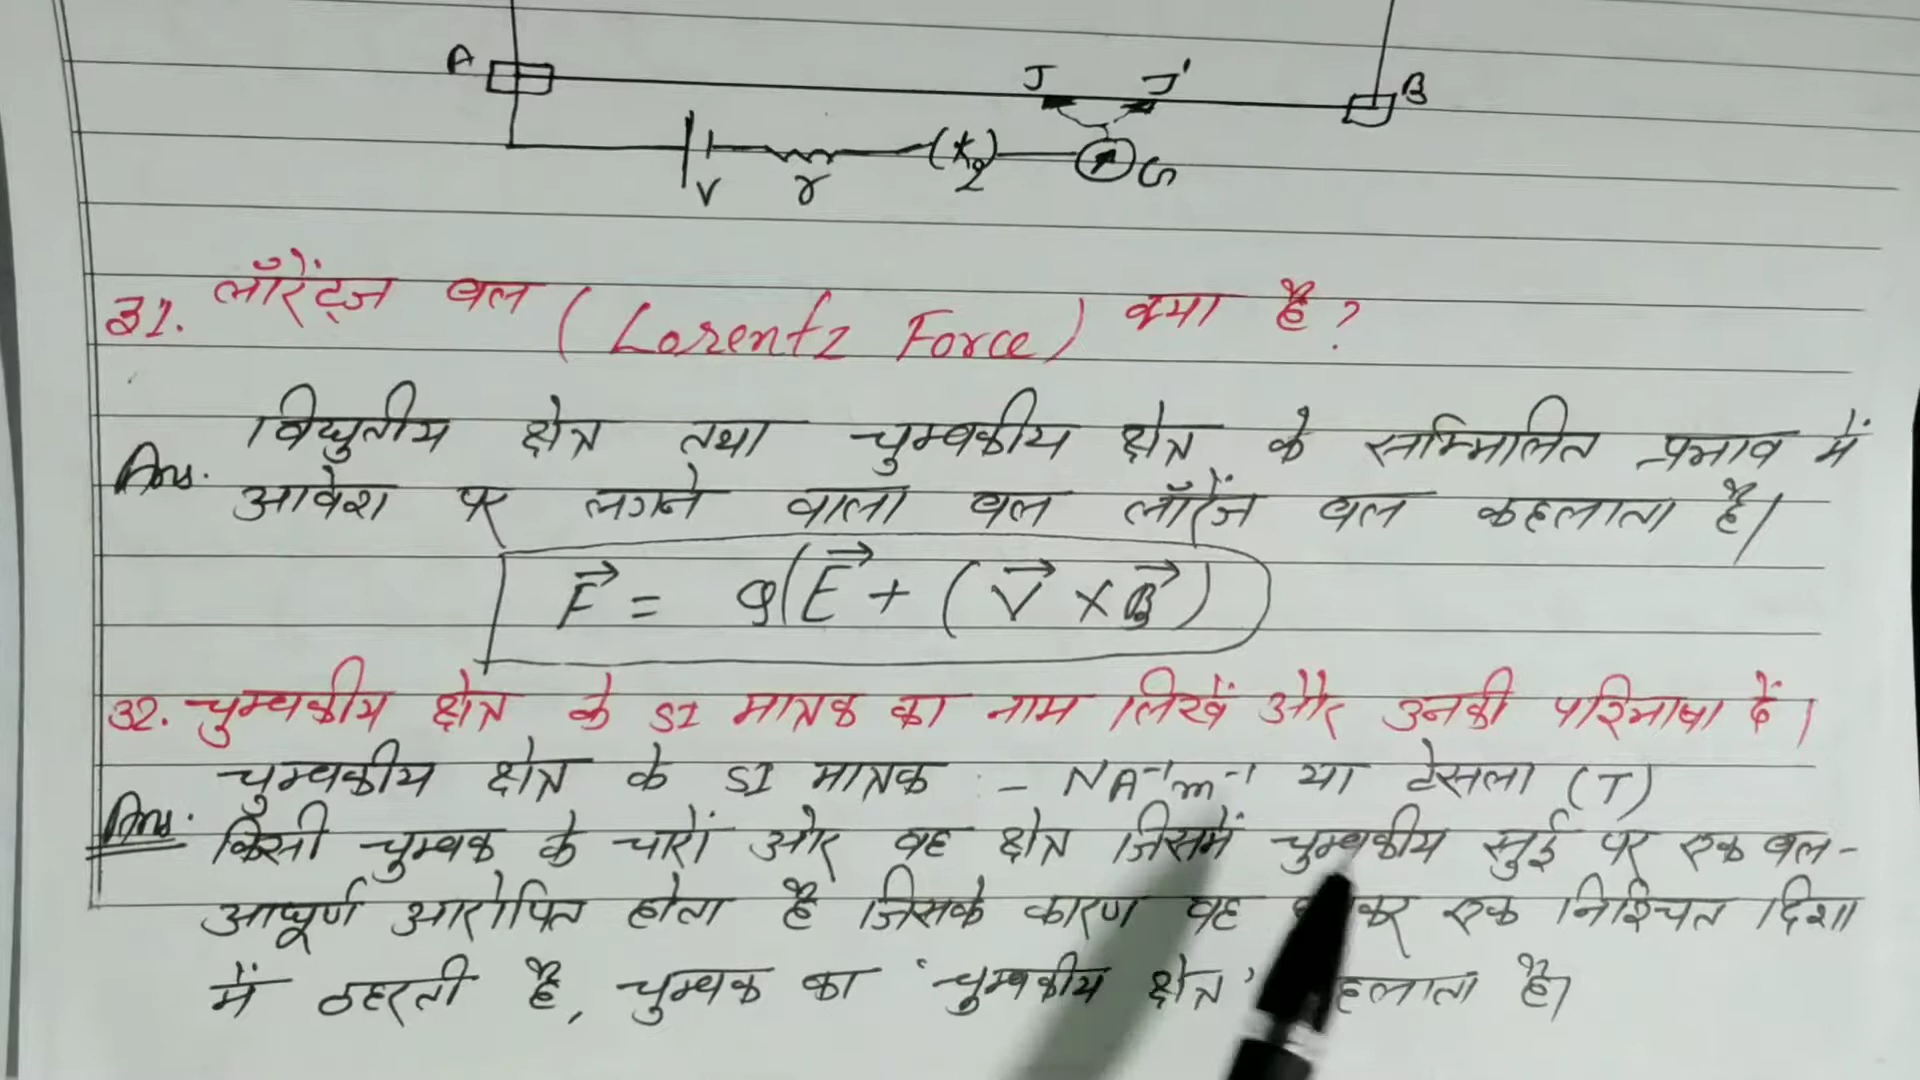 A
J J' B
V r (K2) G
31. लॉरेंट्ज बल (Lorentz Force) क्या है?
विधुतीय क्षेत्र तथा चुम्बकीय क्षेत्र के सम्मिलित प्रभाव में
Ans. आवेश पर लगने वाला बल लॉरेंज बल कहलाता है।
F⃗ = q(E⃗ + (V⃗ × B⃗)
32. चुम्बकीय क्षेत्र के SI मात्रक का नाम लिखें और उनकी परिभाषा दें।
चुम्बकीय क्षेत्र के SI मात्रक - NA⁻¹m⁻¹ या टेसला (T)
Ans. किसी चुम्बक के चारों ओर वह क्षेत्र जिसमें चुम्बकीय सुई पर एक बल-
आघूर्ण आरोपित होता है जिसके कारण वह एक निश्चित दिशा
में ठहरती है, चुम्बक का 'चुम्बकीय क्षेत्र' हलाता है।